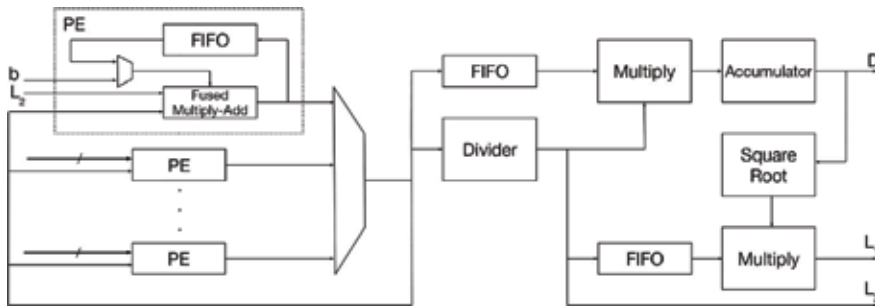 PE
FIFO
b
L2
Fused
Multiply-Add
PE
PE
FIFO
Multiply
Accumulator
D
Divider
Square
Root
FIFO
Multiply
L
L